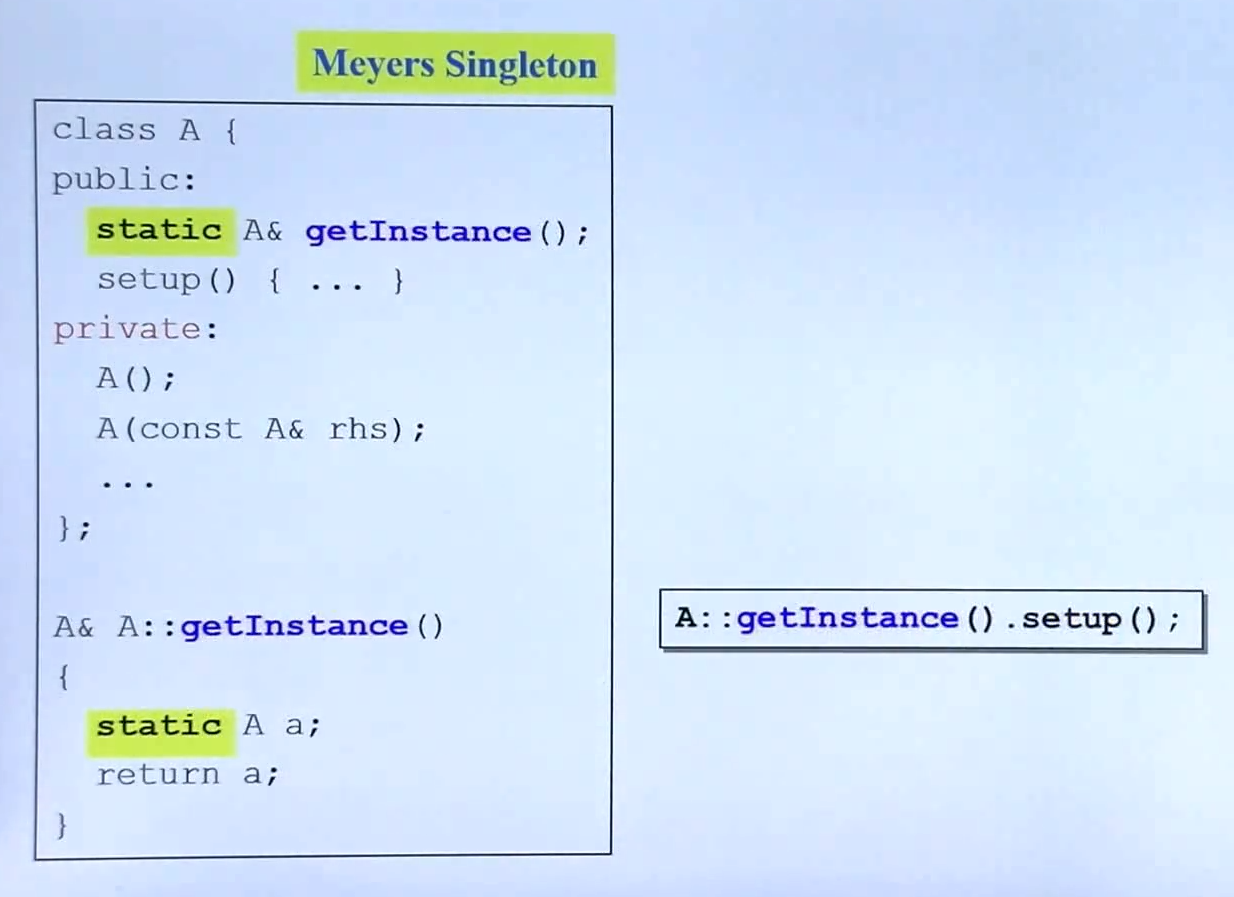 Meyers Singleton
class A {
public:
static A& getInstance();
setup() { ... }
private:
A();
A(const A& rhs);
...
};
A& A::getInstance()
{
static A a;
return a;
}
A::getInstance().setup();